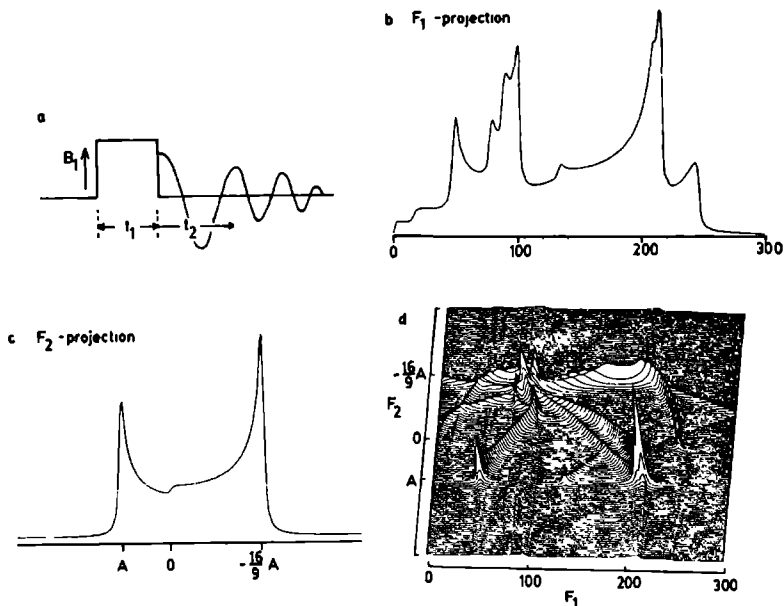 a
B₁
t₁
t₂
b F₁ -projection
0
100
200
300
c F₂ -projection
A
0
-16/9 A
d
-16/9 A
F₂
0
A
0
100
200
300
F₁